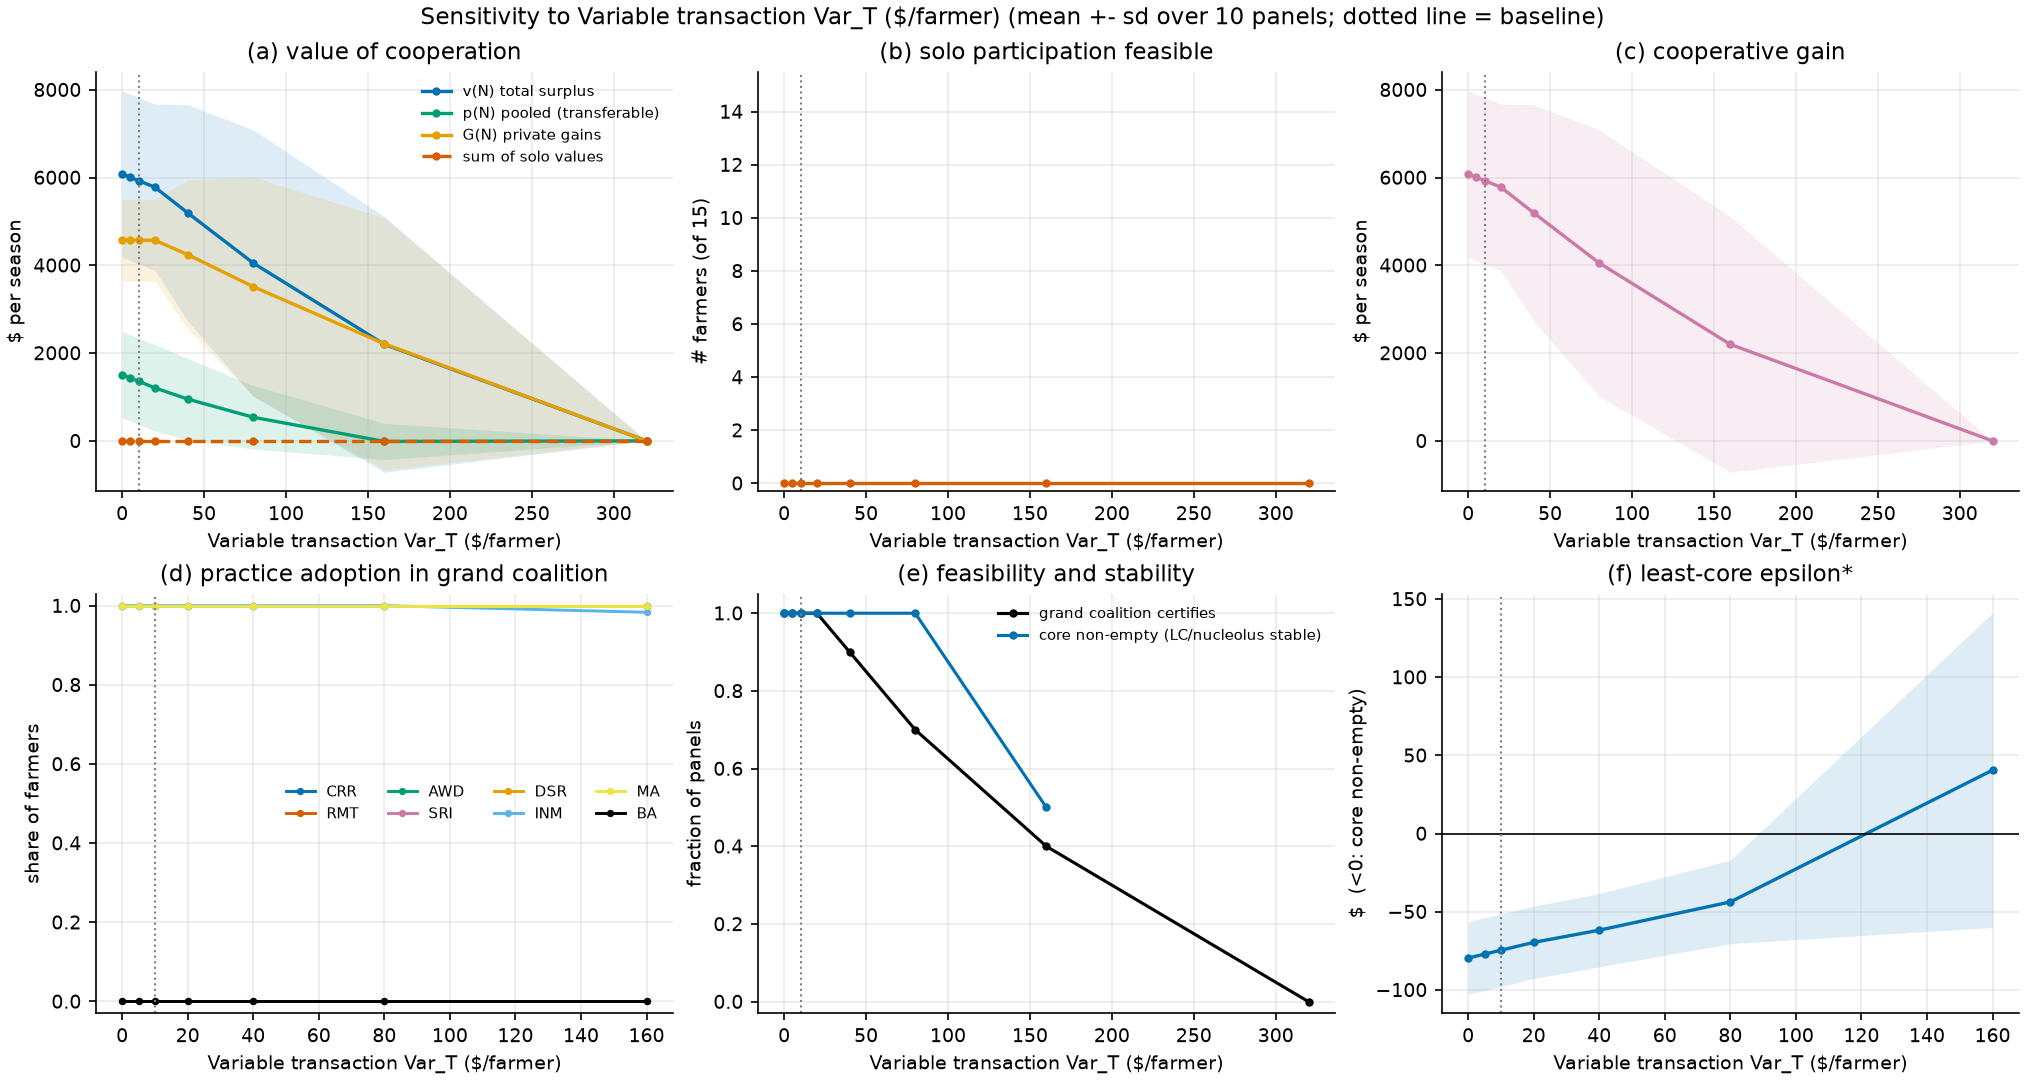 Sensitivity to Variable transaction Var_T ($/farmer) (mean +- sd over 10 panels; dotted line = baseline)
(a) value of cooperation
v(N) total surplus
p(N) pooled (transferable)
G(N) private gains
sum of solo values
8000
6000
4000
2000
0
$ per season
0 50 100 150 200 250 300
Variable transaction Var_T ($/farmer)
(b) solo participation feasible
14
12
10
8
6
4
2
0
# farmers (of 15)
0 50 100 150 200 250 300
Variable transaction Var_T ($/farmer)
(c) cooperative gain
8000
6000
4000
2000
0
$ per season
0 50 100 150 200 250 300
Variable transaction Var_T ($/farmer)
(d) practice adoption in grand coalition
1.0
0.8
0.6
0.4
0.2
0.0
share of farmers
CRR AWD DSR MA
RMT SRI INM BA
0 20 40 60 80 100 120 140 160
Variable transaction Var_T ($/farmer)
(e) feasibility and stability
grand coalition certifies
core non-empty (LC/nucleolus stable)
1.0
0.8
0.6
0.4
0.2
0.0
fraction of panels
0 50 100 150 200 250 300
Variable transaction Var_T ($/farmer)
(f) least-core epsilon*
150
100
50
0
−50
−100
$ (<0: core non-empty)
0 20 40 60 80 100 120 140 160
Variable transaction Var_T ($/farmer)